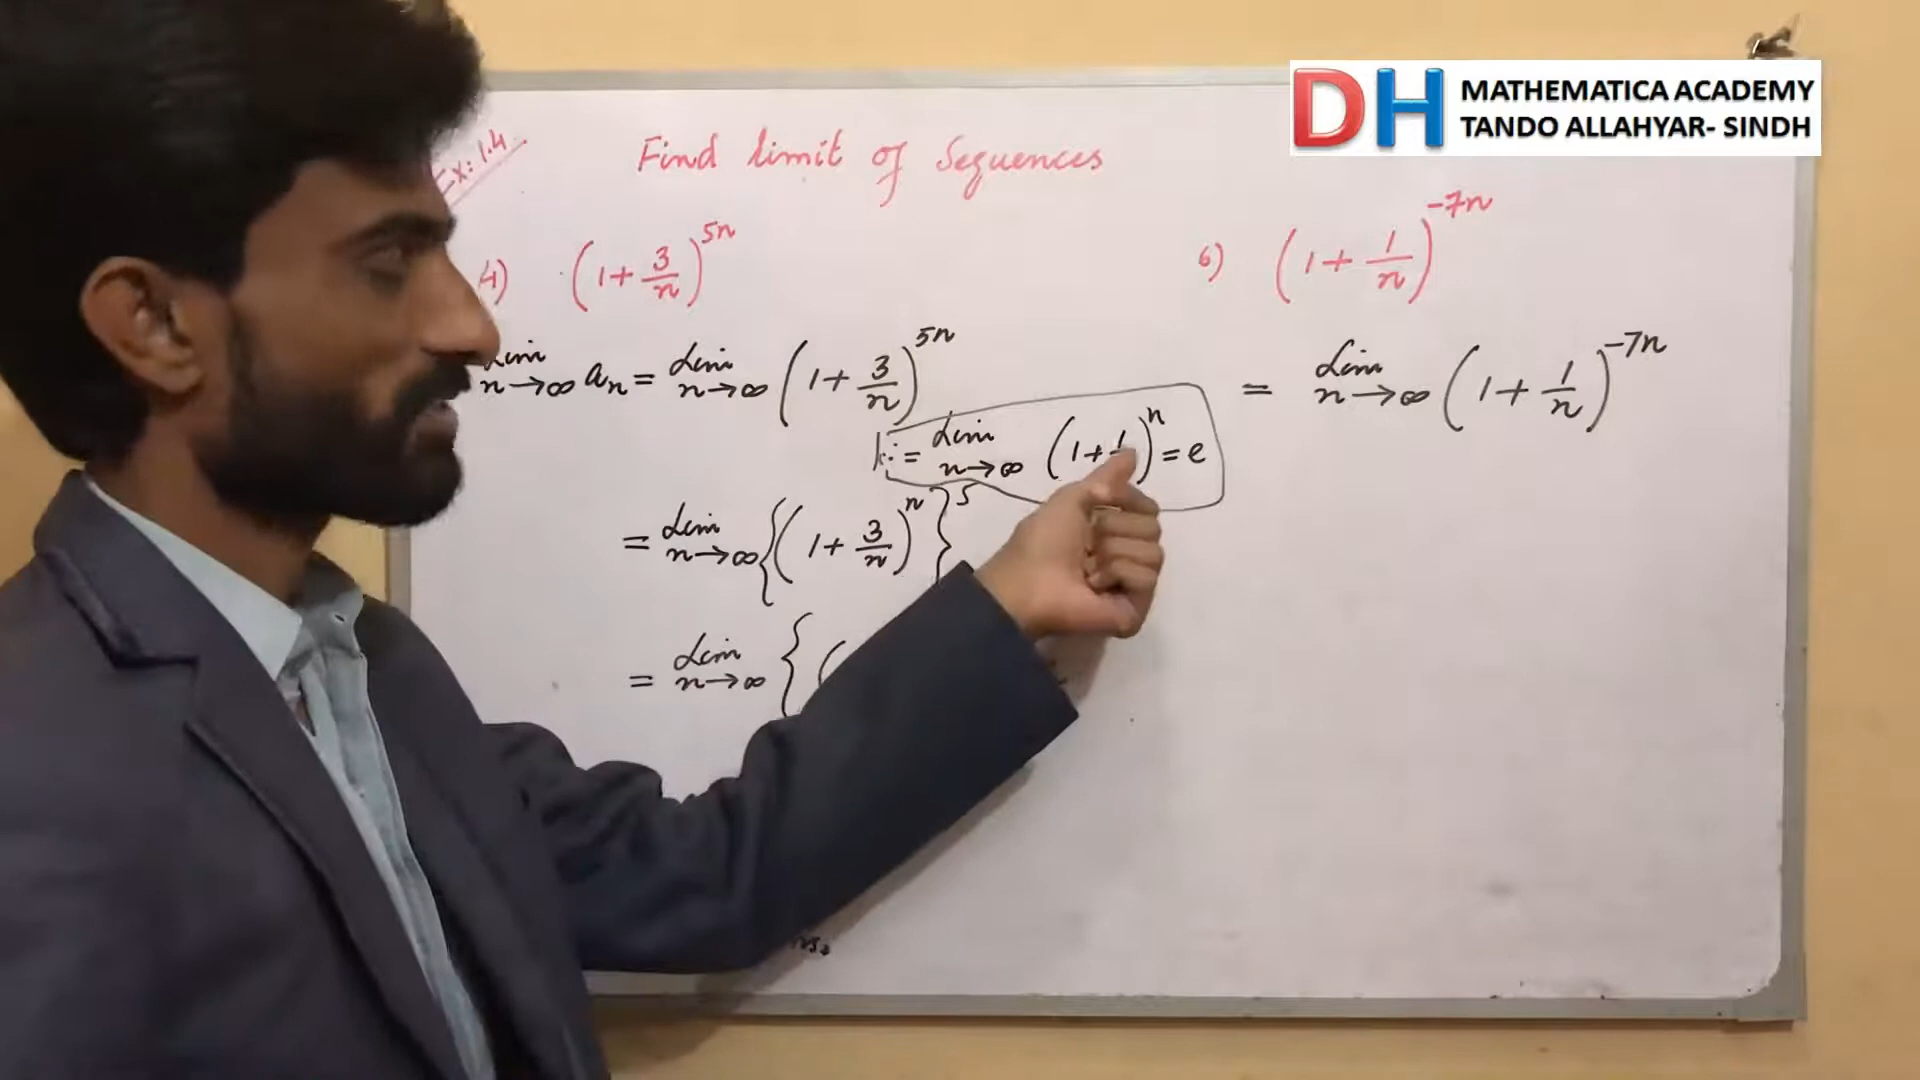 DH MATHEMATICA ACADEMY
TANDO ALLAHYAR- SINDH
Ex: 1.4
Find limit of Sequences
4) (1 + 3/n)^5n
Lim n→∞ an = Lim n→∞ (1 + 3/n)^5n
= Lim n→∞ (1 + 1/)^n = e
= Lim n→∞ {(1 + 3/n)^n}^5
= Lim n→∞ { (
6) (1 + 1/n)^-7n
= Lim n→∞ (1 + 1/n)^-7n